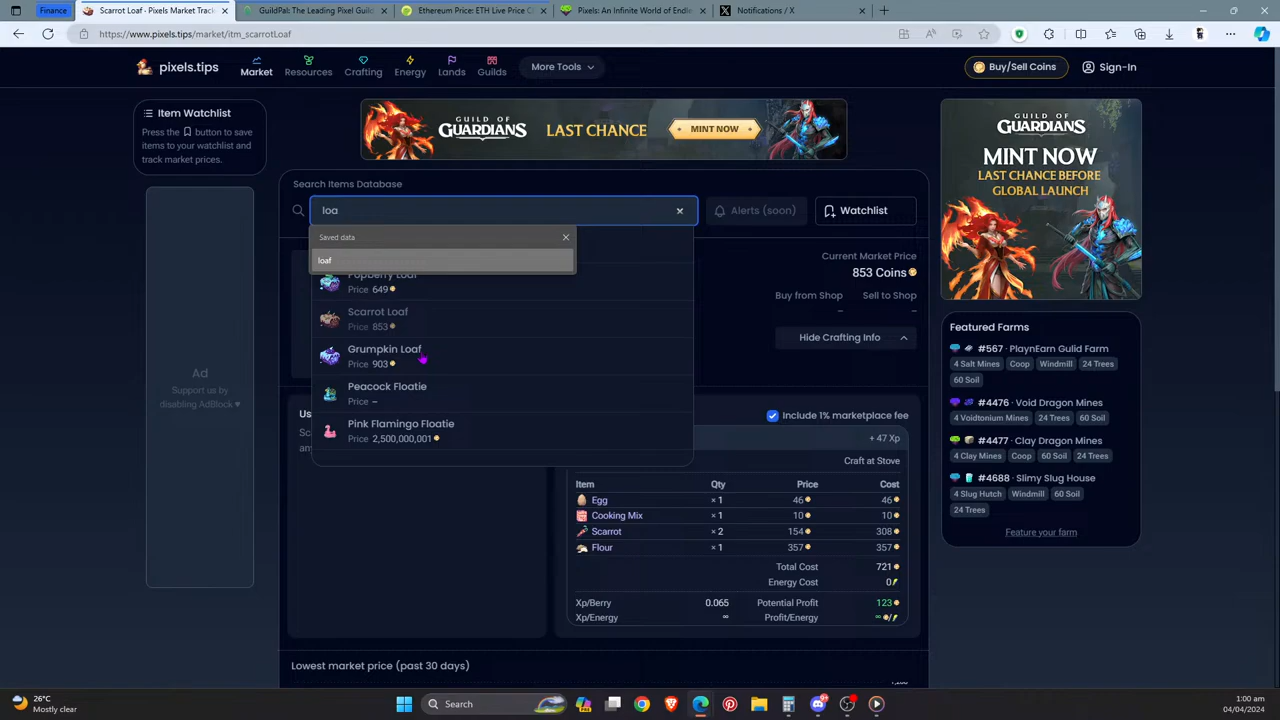 Finance
Scarrot Loaf · Pixels Market Track
GuildPal: The Leading Pixel Guild
Ethereum Price: ETH Live Price C
Pixels: An Infinite World of Endle
Notifications / X
https://www.pixels.tips/market/itm_scarrotLoaf
pixels.tips
Market
Resources
Crafting
Energy
Lands
Guilds
More Tools
Buy/Sell Coins
Sign-In
Item Watchlist
Press the button to save
items to your watchlist and
track market prices.
Ad
Support us by
disabling AdBlock ♥
GUILD OF
GUARDIANS
LAST CHANCE
MINT NOW
Search Items Database
loa
Alerts (soon)
Watchlist
Saved data
loaf
Popberry Loaf
Price 649
Scarrot Loaf
Price 853
Grumpkin Loaf
Price 903
Peacock Floatie
Price –
Pink Flamingo Floatie
Price 2,500,000,001
Current Market Price
853 Coins
Buy from Shop Sell to Shop
– –
Hide Crafting Info
Us
Sc
an
Include 1% marketplace fee
+ 47 Xp
Craft at Stove
Item Qty Price Cost
Egg × 1 46 46
Cooking Mix × 1 10 10
Scarrot × 2 154 308
Flour × 1 357 357
Total Cost 721
Energy Cost 0
Xp/Berry 0.065 Potential Profit 123
Xp/Energy ∞ Profit/Energy ∞ /
Lowest market price (past 30 days)
GUILD OF
GUARDIANS
MINT NOW
LAST CHANCE BEFORE
GLOBAL LAUNCH
Featured Farms
#567 · PlaynEarn Guild Farm
4 Salt Mines Coop Windmill 24 Trees
60 Soil
#4476 · Void Dragon Mines
4 Voidtonium Mines 24 Trees 60 Soil
#4477 · Clay Dragon Mines
4 Clay Mines Coop 60 Soil 24 Trees
#4688 · Slimy Slug House
4 Slug Hutch Windmill 60 Soil
24 Trees
Feature your farm
26°C
Mostly clear
Search
1:00 am
04/04/2024